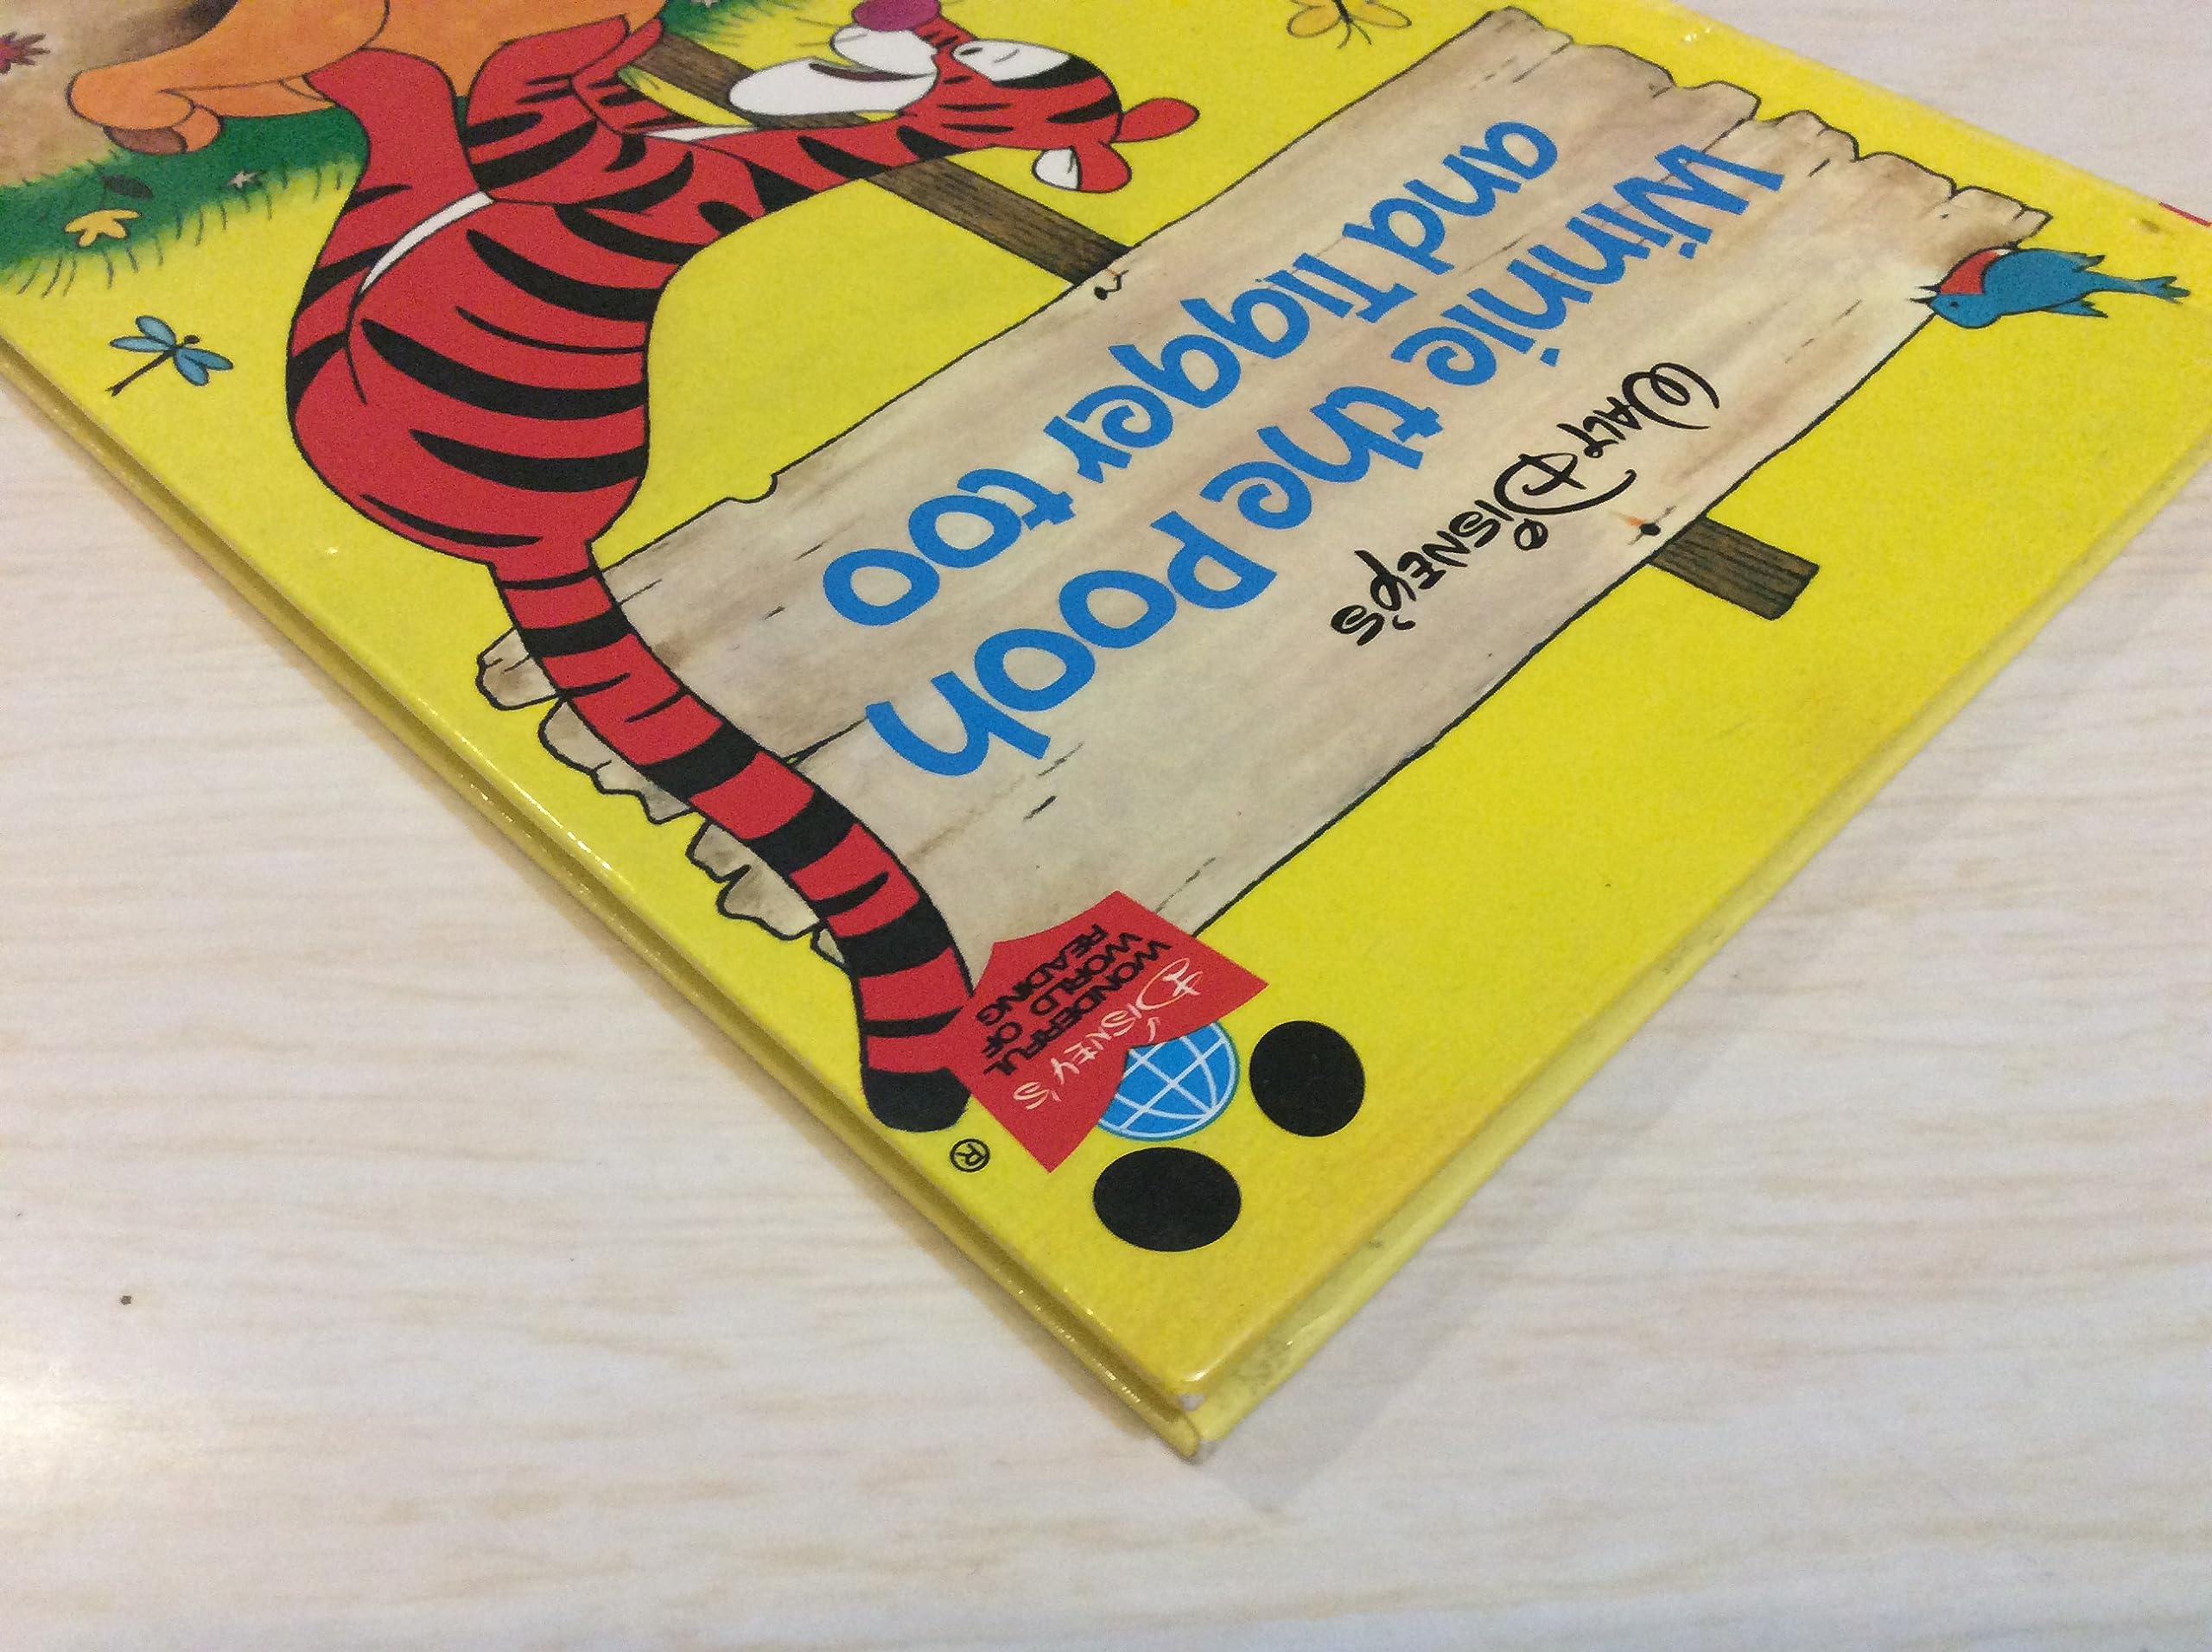 DISNEY'S
WONDERFUL
WORLD OF
READING
®
WALT DISNEY'S
Winnie the Pooh
and Tigger too